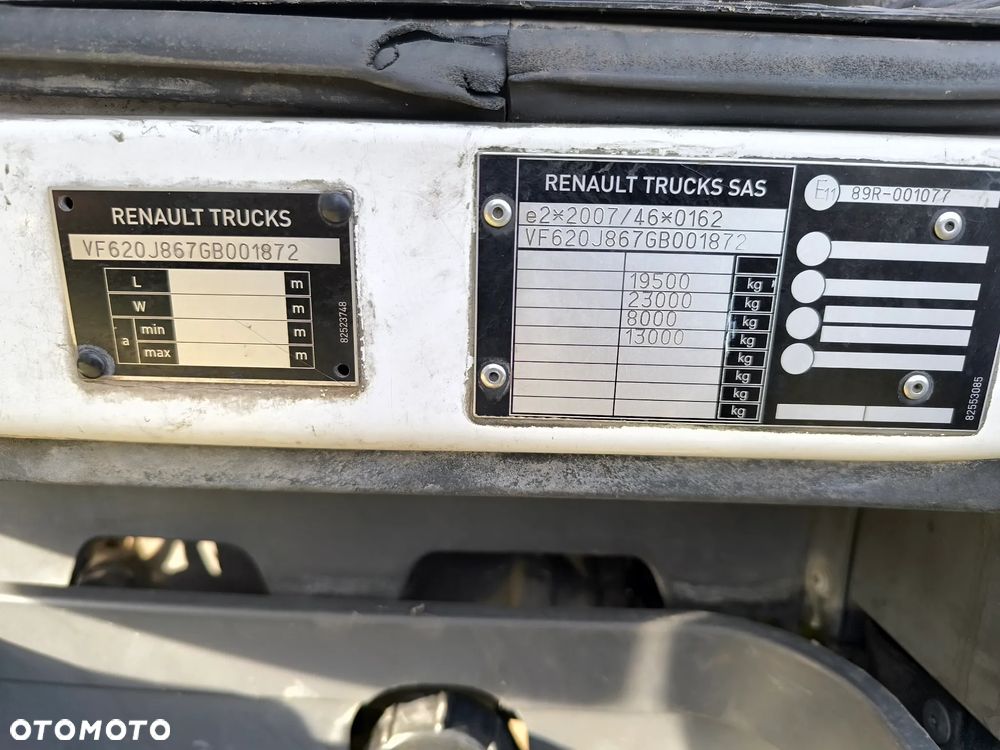 RENAULT TRUCKS
VF620J867GB001872
L m
W m
a min m
max m
82523748
RENAULT TRUCKS SAS
e2*2007/46*0162
VF620J867GB001872
19500 kg
23000 kg
8000 kg
13000 kg
kg
kg
kg
kg
E11 89R-001077
82553085
OTOMOTO